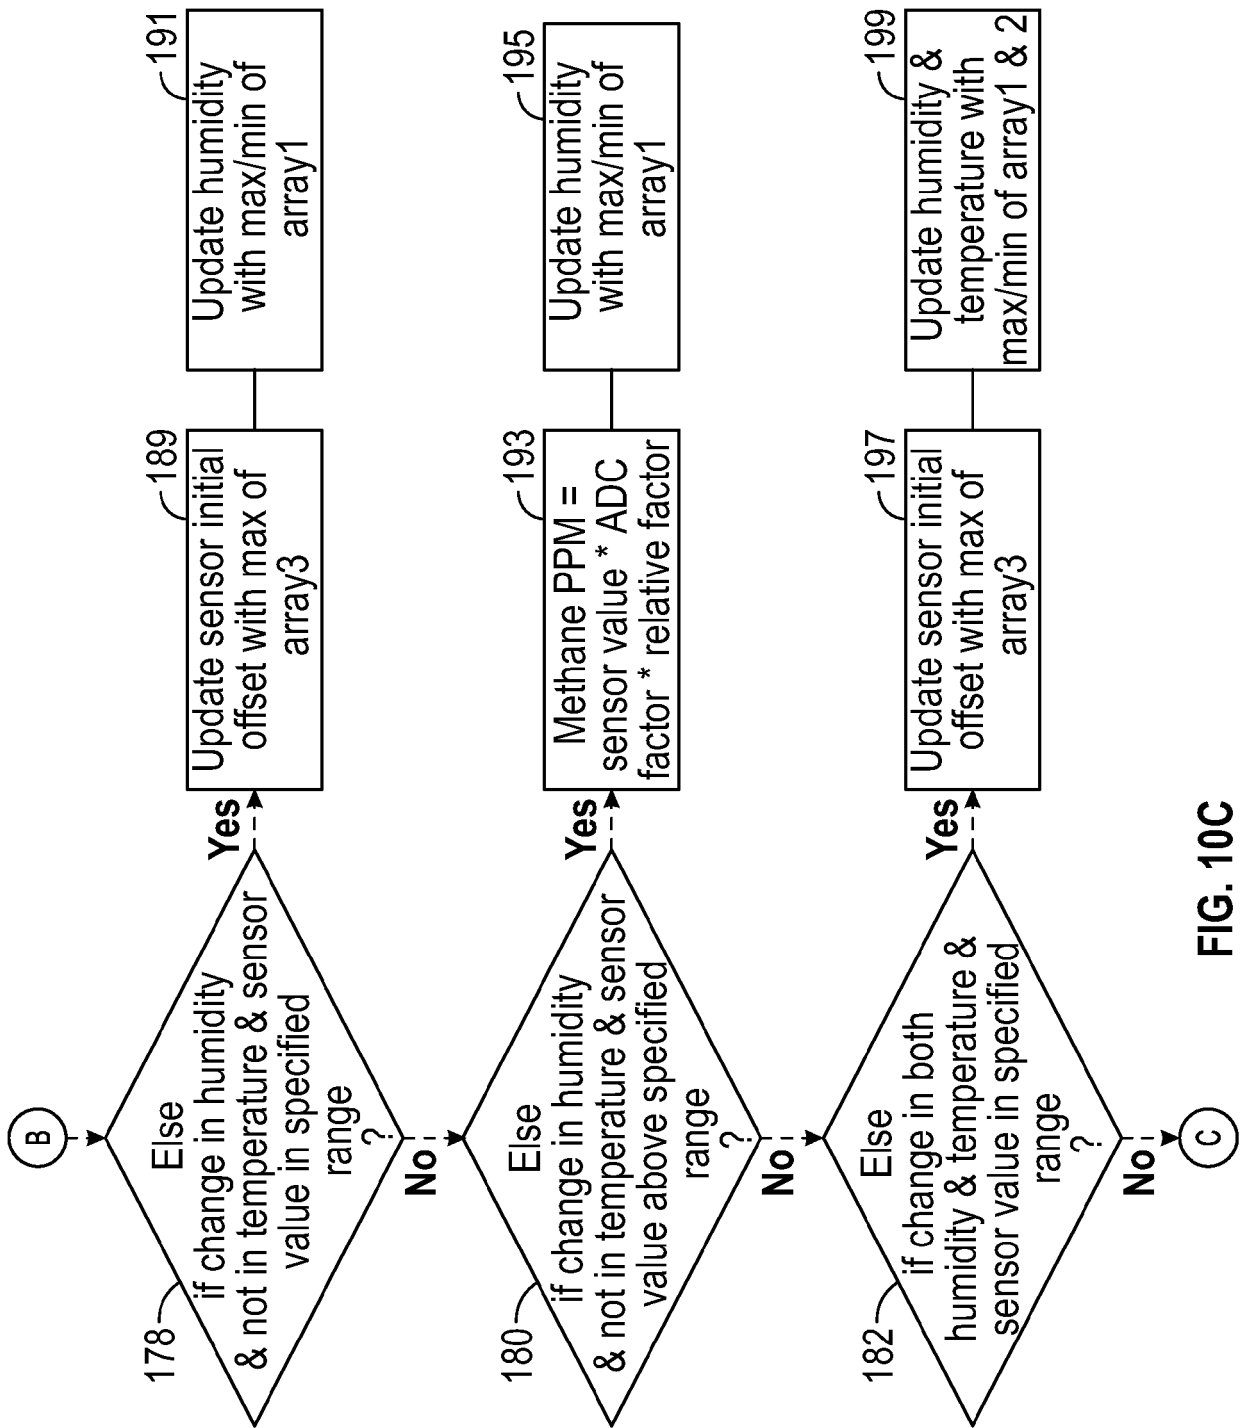 B
178
Else
if change in humidity
& not in temperature & sensor
value in specified
range
?
Yes
189
Update sensor initial
offset with max of
array3
191
Update humidity
with max/min of
array1
No
180
Else
if change in humidity
& not in temperature & sensor
value above specified
range
?
Yes
193
Methane PPM =
sensor value * ADC
factor * relative factor
195
Update humidity
with max/min of
array1
No
182
Else
if change in both
humidity & temperature &
sensor value in specified
range
?
Yes
197
Update sensor initial
offset with max of
array3
199
Update humidity &
temperature with
max/min of array1 & 2
No
C
FIG. 10C